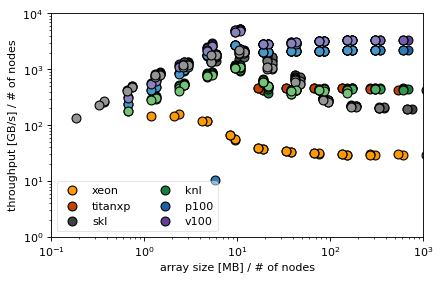 10^4
10^3
10^2
10^1
10^0
throughput [GB/s] / # of nodes
xeon
titanxp
skl
knl
p100
v100
10^-1
10^0
10^1
10^2
10^3
array size [MB] / # of nodes